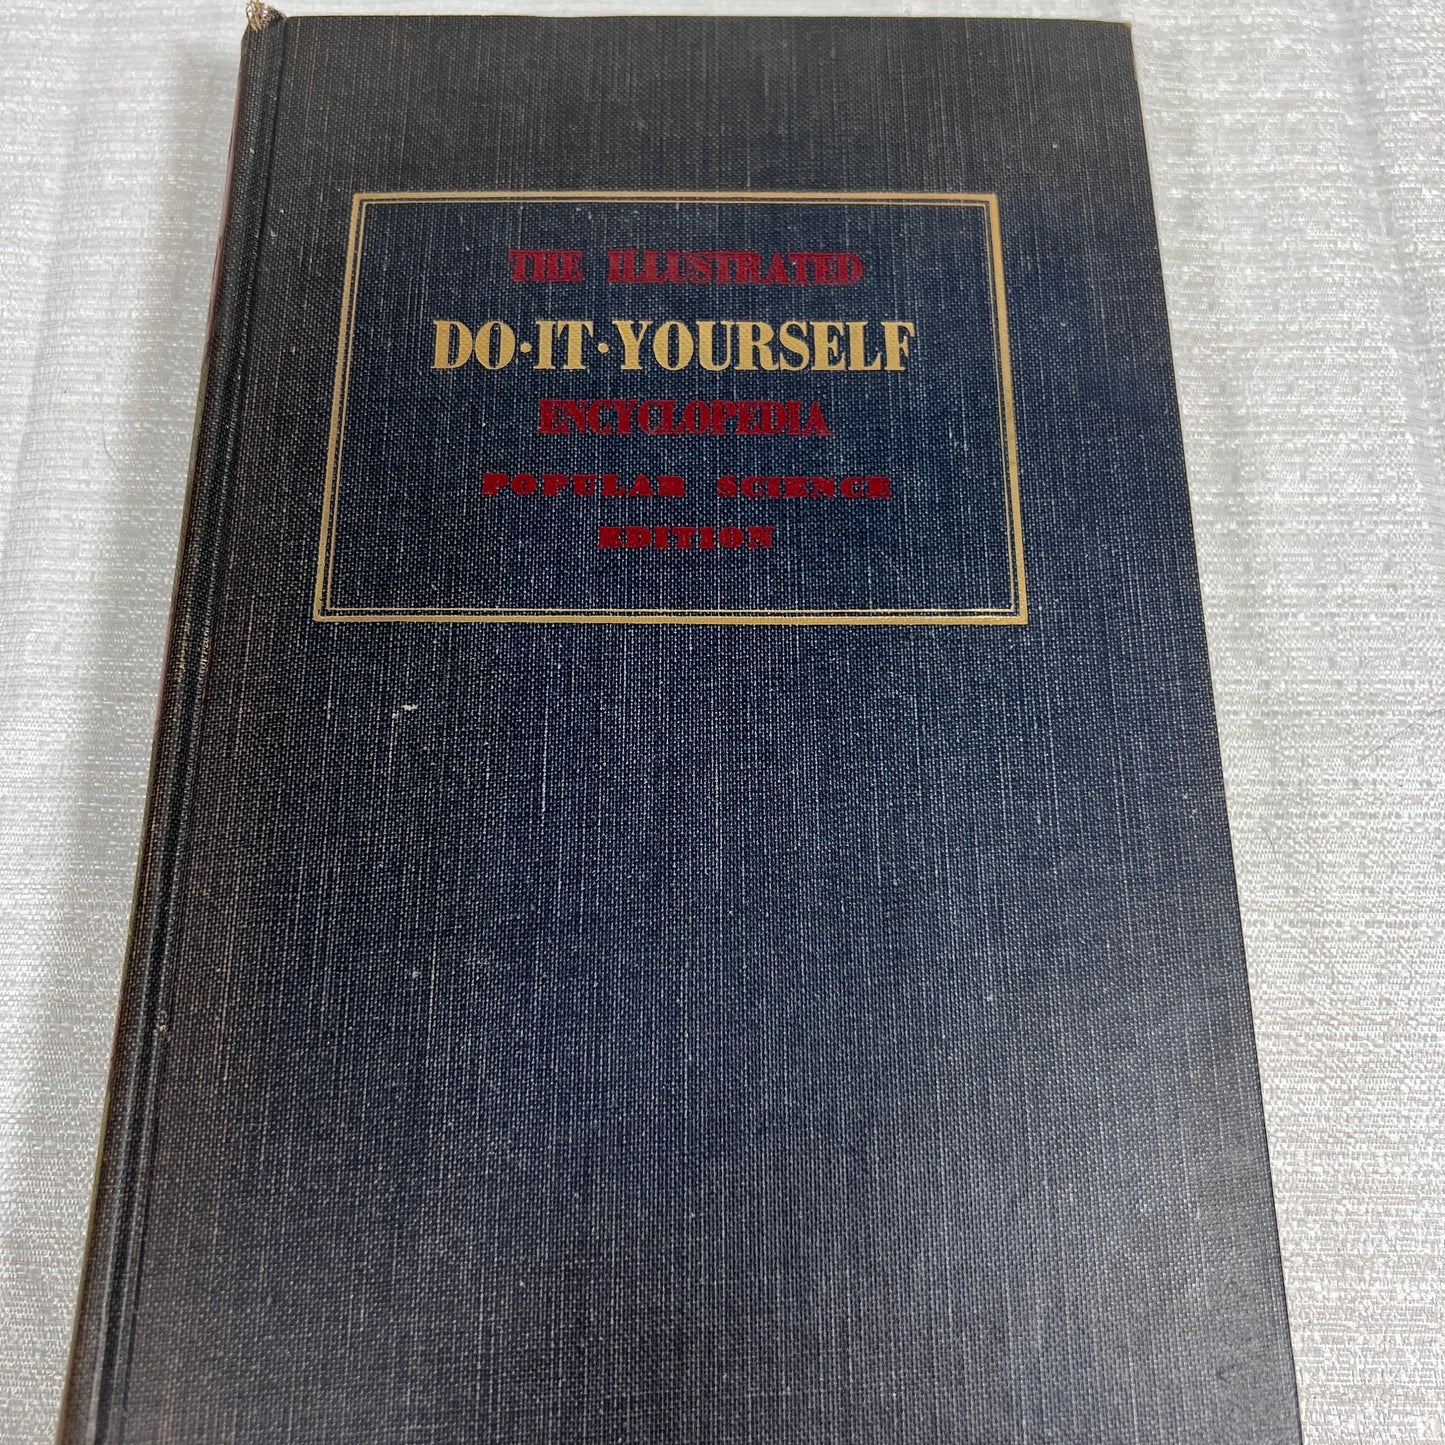 THE ILLUSTRATED
DO·IT·YOURSELF
ENCYCLOPEDIA
POPULAR SCIENCE
EDITION